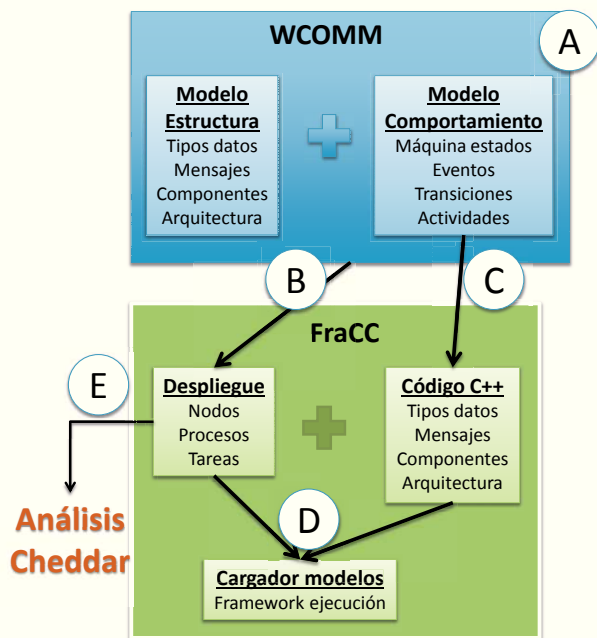 WCOMM
A
Modelo
Estructura
Tipos datos
Mensajes
Componentes
Arquitectura
Modelo
Comportamiento
Máquina estados
Eventos
Transiciones
Actividades
B
C
FraCC
E
Despliegue
Nodos
Procesos
Tareas
Código C++
Tipos datos
Mensajes
Componentes
Arquitectura
Análisis
Cheddar
D
Cargador modelos
Framework ejecución